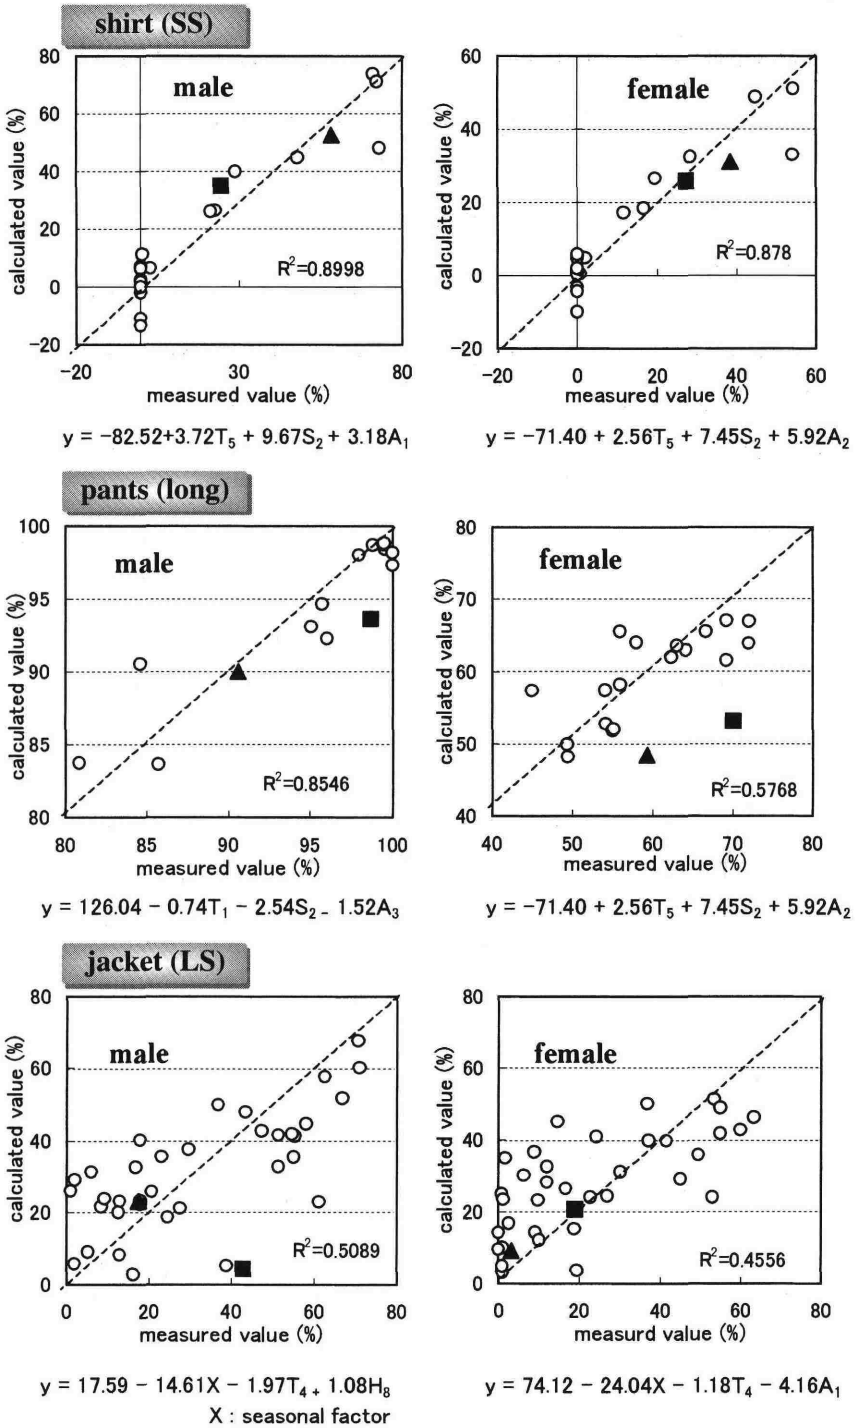 shirt (SS)
male
calculated value (%)
80
60
40
20
0
−20
−20
30
80
R²=0.8998
measured value (%)
y = −82.52+3.72T₅ + 9.67S₂ + 3.18A₁
female
calculated value (%)
60
40
20
0
−20
−20
0
20
40
60
R²=0.878
measured value (%)
y = −71.40 + 2.56T₅ + 7.45S₂ + 5.92A₂
pants (long)
male
calculated value (%)
100
95
90
85
80
80
85
90
95
100
R²=0.8546
measured value (%)
y = 126.04 − 0.74T₁ − 2.54S₂ − 1.52A₃
female
calculated value (%)
80
70
60
50
40
40
50
60
70
80
R²=0.5768
measured value (%)
y = −71.40 + 2.56T₅ + 7.45S₂ + 5.92A₂
jacket (LS)
male
calculated value (%)
80
60
40
20
0
0
20
40
60
80
R²=0.5089
measured value (%)
y = 17.59 − 14.61X − 1.97T₄ + 1.08H₈
X : seasonal factor
female
calculated value (%)
80
60
40
20
0
0
20
40
60
80
R²=0.4556
measurd value (%)
y = 74.12 − 24.04X − 1.18T₄ − 4.16A₁